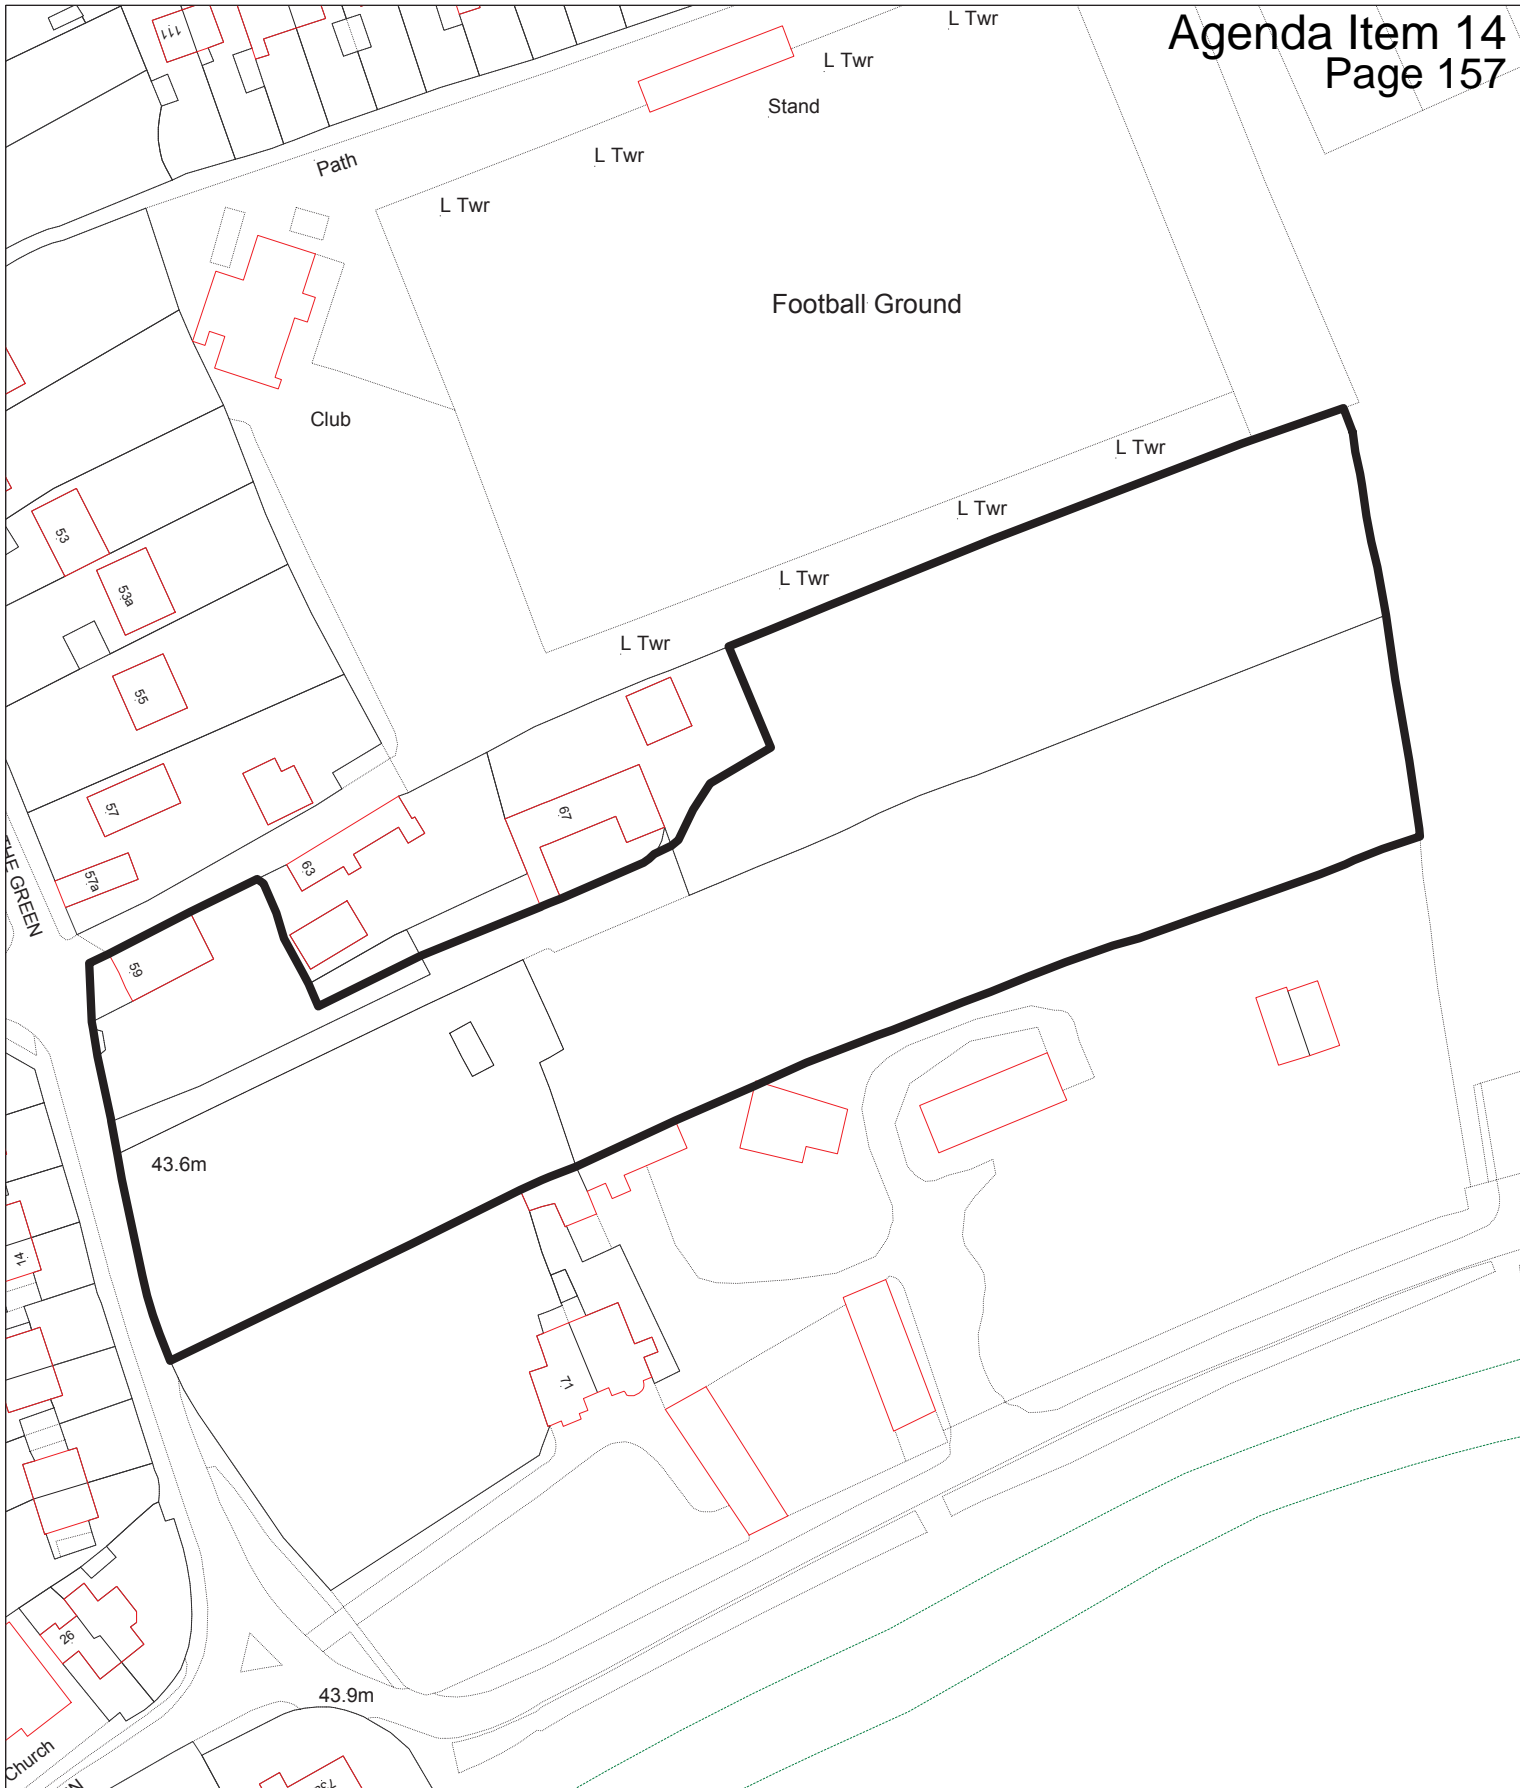 Agenda Item 14
Page 157
111
L Twr
L Twr
Stand
L Twr
Path
L Twr
Football Ground
Club
L Twr
L Twr
L Twr
L Twr
53
53a
55
57
57a
THE GREEN
63
67
59
43.6m
14
71
26
43.9m
Church